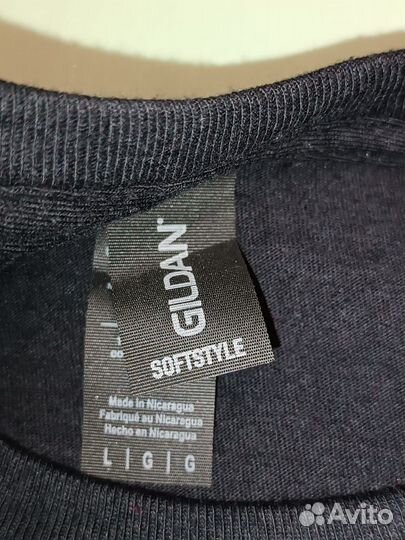 GILDAN®
SOFTSTYLE
Made in Nicaragua
Fabriqué au Nicaragua
Hecho en Nicaragua
L | G | G
Avito